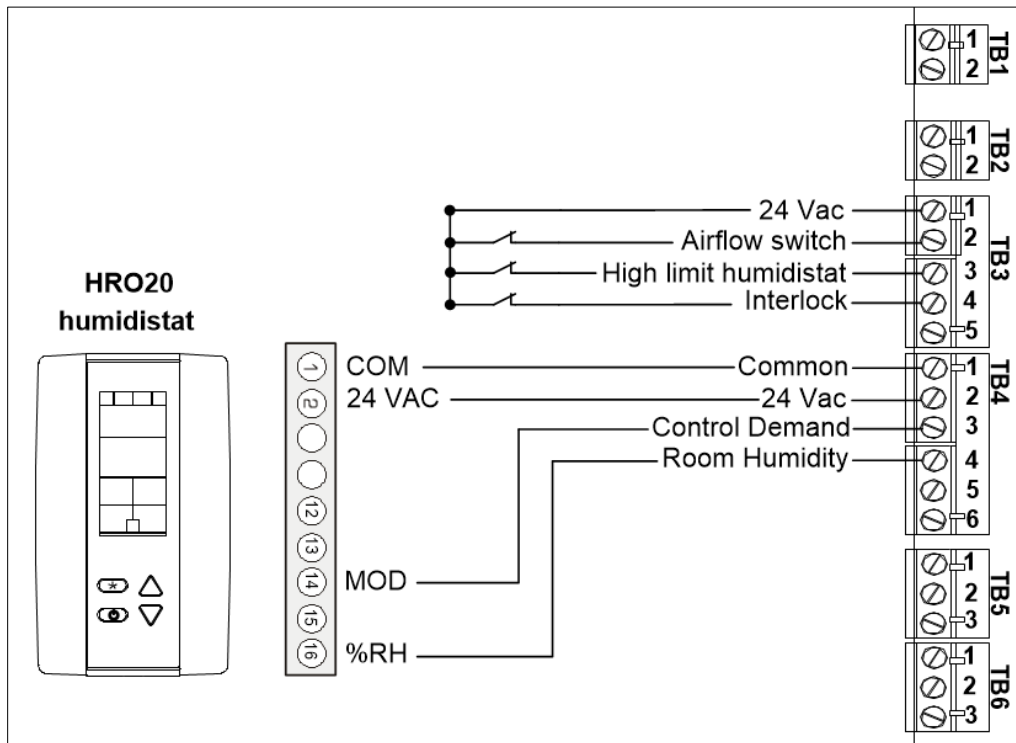 1
2
TB1
1
2
TB2
24 Vac
1
Airflow switch
2
High limit humidistat
3
Interlock
4
5
TB3
HRO20
humidistat
1
COM
Common
1
2
24 VAC
24 Vac
2
Control Demand
3
Room Humidity
4
5
6
TB4
12
13
14
MOD
15
16
%RH
1
2
3
TB5
1
2
3
TB6